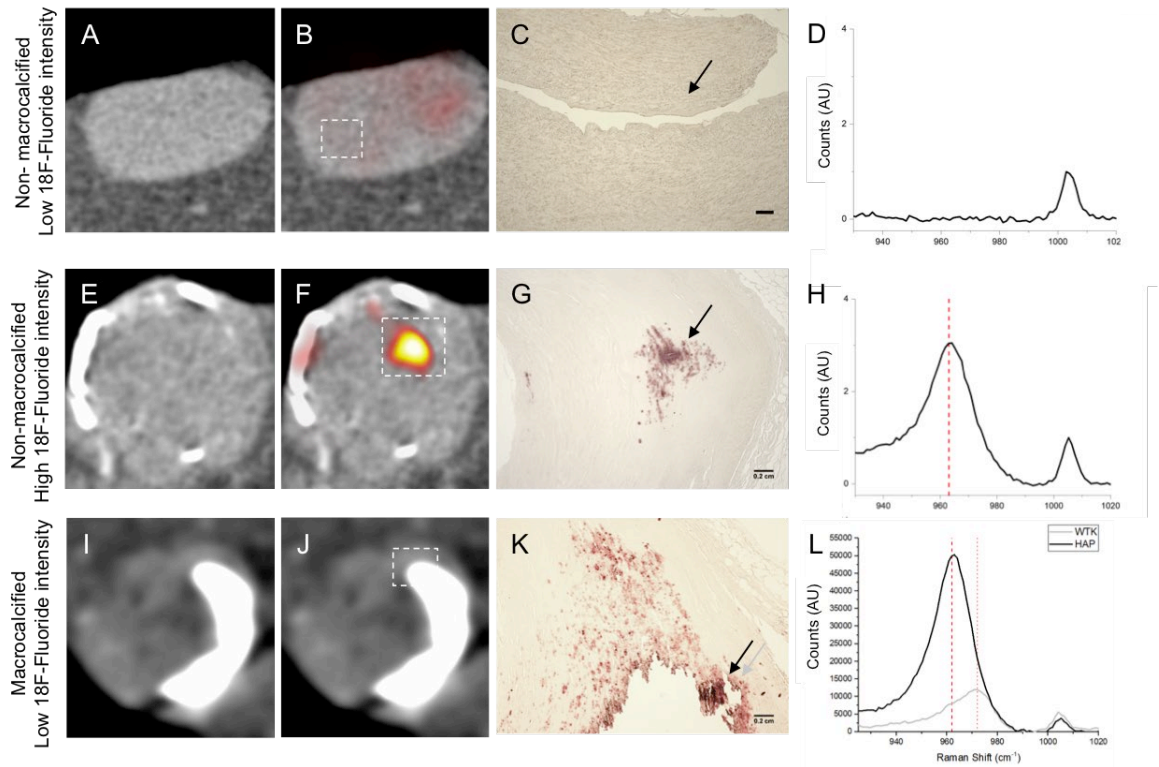 Non- macrocalcified
Low 18F-Fluoride intensity
A
B
C
D
Counts (AU)
4
2
0
940
960
980
1000
102
Non-macrocalcified
High 18F-Fluoride intensity
E
F
G
0.2 cm
H
Counts (AU)
4
2
0
940
960
980
1000
1020
Macrocalcified
Low 18F-Fluoride intensity
I
J
K
0.2 cm
L
WTK
HAP
Counts (AU)
55000
50000
45000
40000
35000
30000
25000
20000
15000
10000
5000
0
940
960
980
1000
1020
Raman Shift (cm⁻¹)